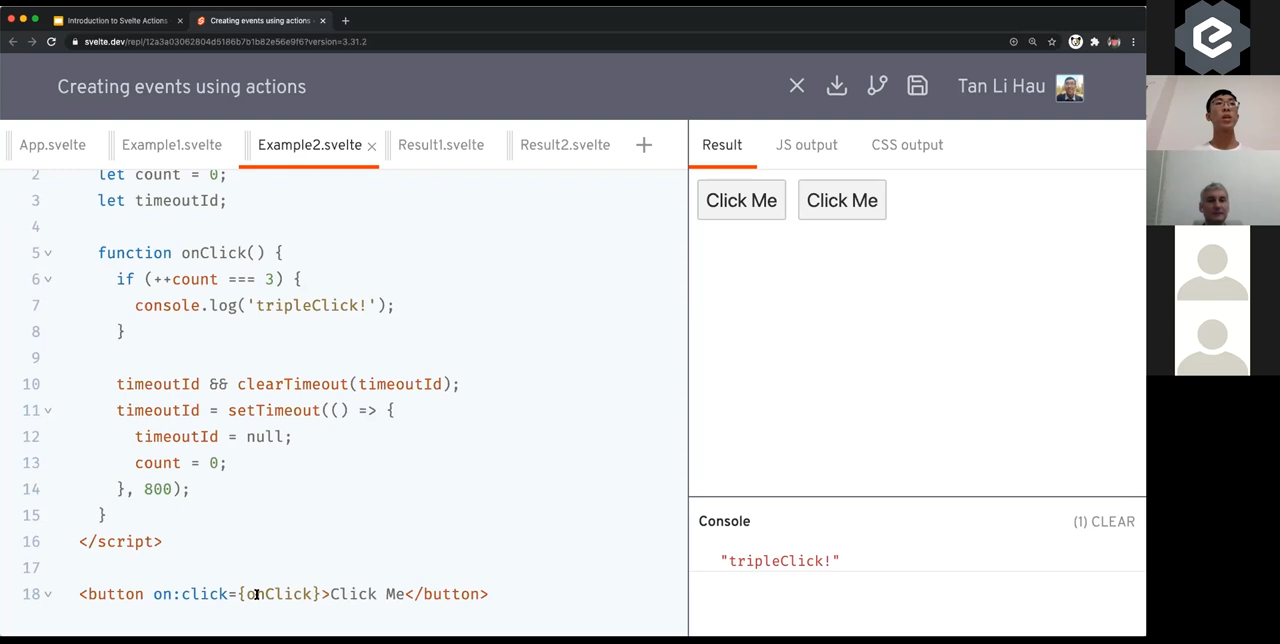 Introduction to Svelte Actions
Creating events using actions
svelte.dev/repl/12a3a03062804d5186b7b1b82e56e9f6?version=3.31.2
Creating events using actions
Tan Li Hau
App.svelte
Example1.svelte
Example2.svelte
Result1.svelte
Result2.svelte
Result
JS output
CSS output
2 let count = 0;
3 let timeoutId;
4
5 function onClick() {
6 if (++count === 3) {
7 console.log('tripleClick!');
8 }
9
10 timeoutId && clearTimeout(timeoutId);
11 timeoutId = setTimeout(() => {
12 timeoutId = null;
13 count = 0;
14 }, 800);
15 }
16 </script>
17
18 <button on:click={onClick}>Click Me</button>
Click Me
Click Me
Console
(1) CLEAR
"tripleClick!"